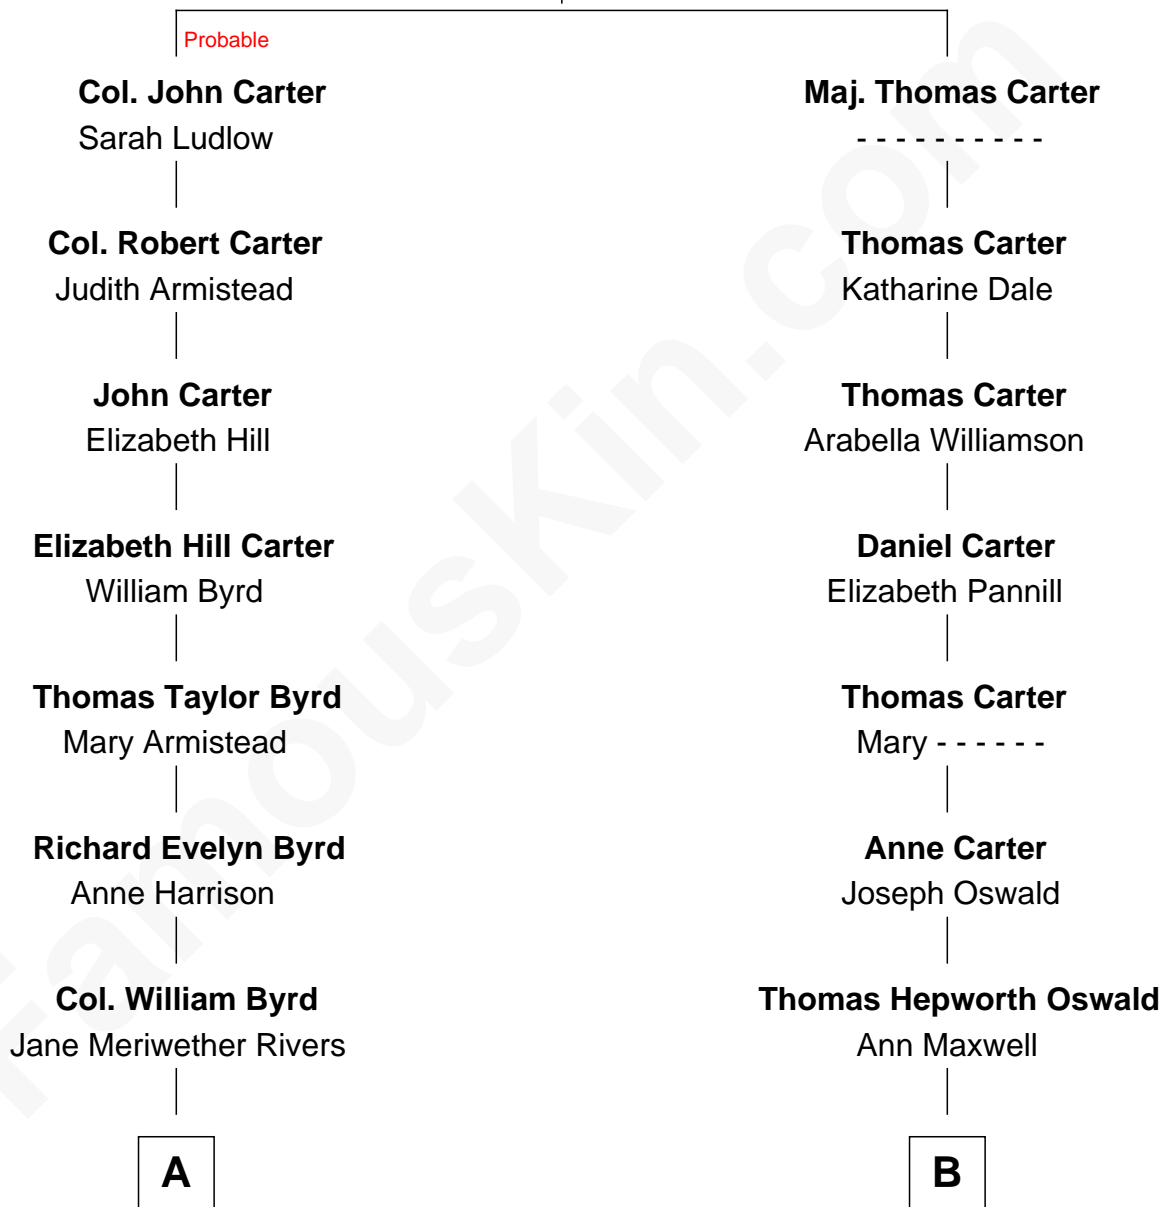 Probable
Col. John Carter
Sarah Ludlow
Maj. Thomas Carter
- - - - - - - - - -
Col. Robert Carter
Judith Armistead
Thomas Carter
Katharine Dale
John Carter
Elizabeth Hill
Thomas Carter
Arabella Williamson
Elizabeth Hill Carter
William Byrd
Daniel Carter
Elizabeth Pannill
Thomas Taylor Byrd
Mary Armistead
Thomas Carter
Mary - - - - - -
Richard Evelyn Byrd
Anne Harrison
Anne Carter
Joseph Oswald
Col. William Byrd
Jane Meriwether Rivers
Thomas Hepworth Oswald
Ann Maxwell
A
B
FamousKin.com